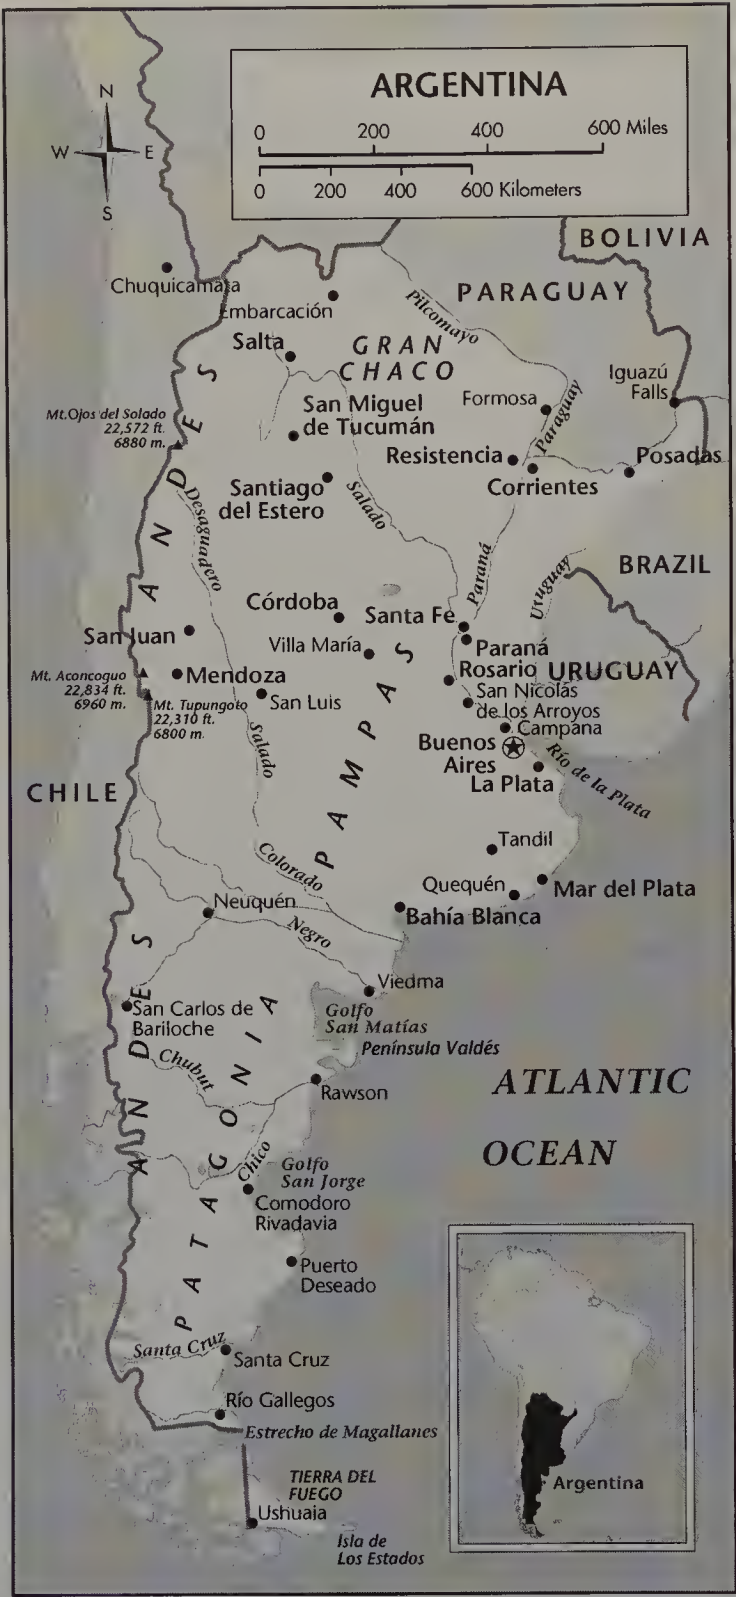 ARGENTINA
0 200 400 600 Miles
0 200 400 600 Kilometers
N
W E
S
BOLIVIA
Chuquicamata
PARAGUAY
Embarcación
Pilcomayo
Salta
GRAN
CHACO
Iguazú
Falls
Formosa
Paraguay
Mt.Ojos del Solado
22,572 ft.
6880 m.
San Miguel
de Tucumán
Resistencia
Posadas
Corrientes
Santiago
del Estero
Salado
Desaguadero
ANDES
Paraná
Uruguay
BRAZIL
Córdoba
Santa Fe
San Juan
Villa María
Paraná
Mt. Aconcoguo
22,834 ft.
6960 m.
Mendoza
Rosario
URUGUAY
San Luis
San Nicolás
de los Arroyos
Mt. Tupungoto
22,310 ft.
6800 m.
Campana
Salado
PAMPAS
Buenos
Aires
Río de la Plata
La Plata
CHILE
Tandil
Colorado
Quequén
Mar del Plata
Neuquén
Bahía Blanca
Negro
Viedma
San Carlos de
Bariloche
Golfo
San Matías
Península Valdés
ANDES
Chubut
PATAGONIA
Rawson
ATLANTIC
OCEAN
Chico
Golfo
San Jorge
Comodoro
Rivadavia
Puerto
Deseado
Santa Cruz
Santa Cruz
Río Gallegos
Estrecho de Magallanes
TIERRA DEL
FUEGO
Ushuaia
Isla de
Los Estados
Argentina